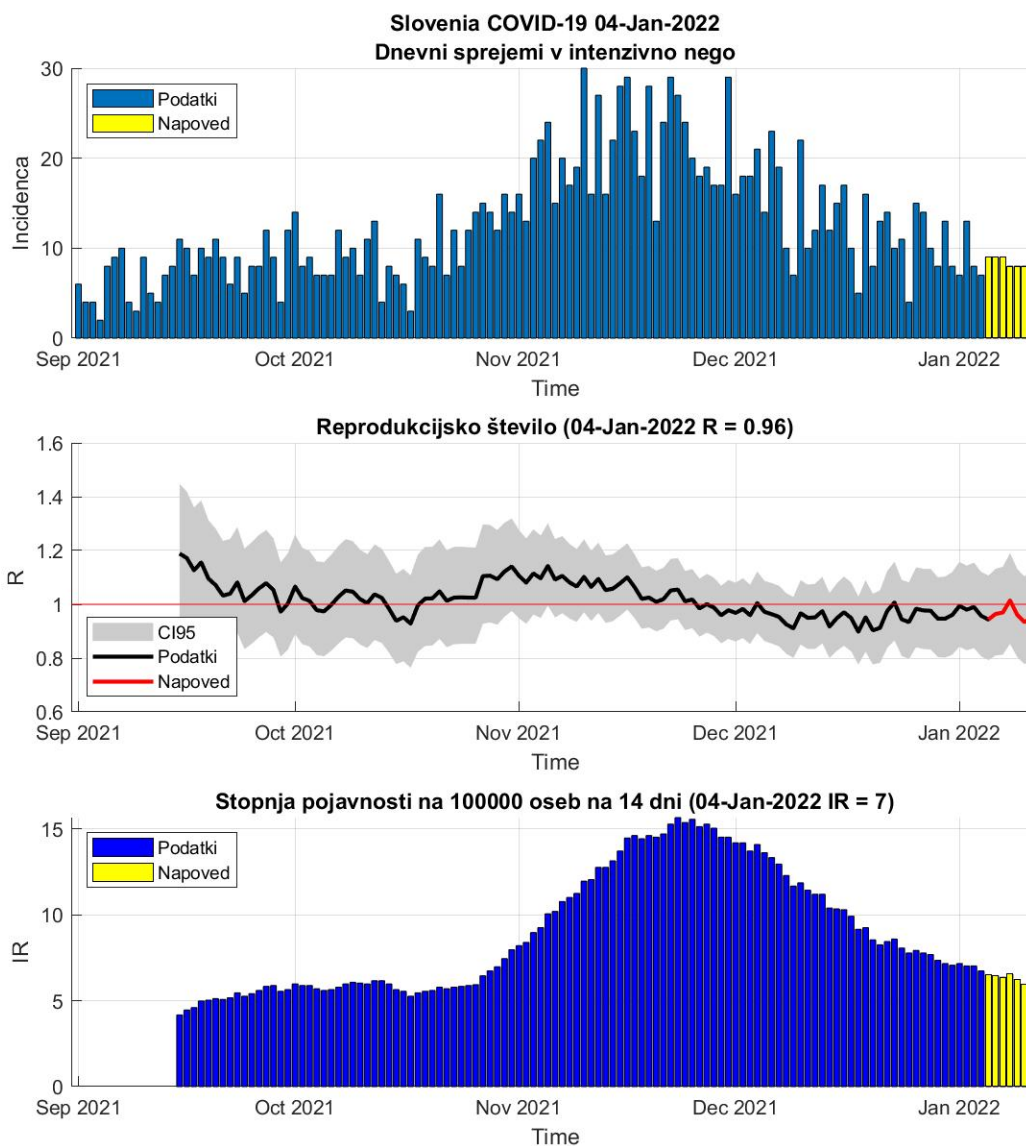 Slovenia COVID-19 04-Jan-2022
Dnevni sprejemi v intenzivno nego
30
20
10
0
Incidenca
Podatki
Napoved
Sep 2021 Oct 2021 Nov 2021 Dec 2021 Jan 2022
Time
Reprodukcijsko število (04-Jan-2022 R = 0.96)
1.6
1.4
1.2
1
0.8
0.6
R
CI95
Podatki
Napoved
Sep 2021 Oct 2021 Nov 2021 Dec 2021 Jan 2022
Time
Stopnja pojavnosti na 100000 oseb na 14 dni (04-Jan-2022 IR = 7)
15
10
5
0
IR
Podatki
Napoved
Sep 2021 Oct 2021 Nov 2021 Dec 2021 Jan 2022
Time